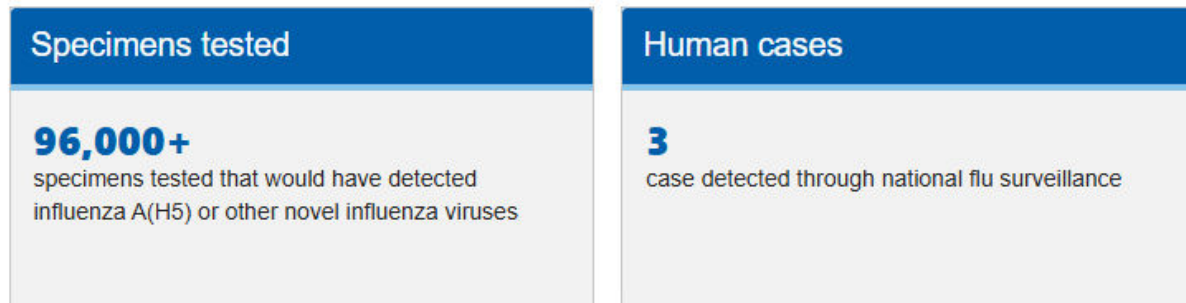 Specimens tested
96,000+
specimens tested that would have detected
influenza A(H5) or other novel influenza viruses
Human cases
3
case detected through national flu surveillance